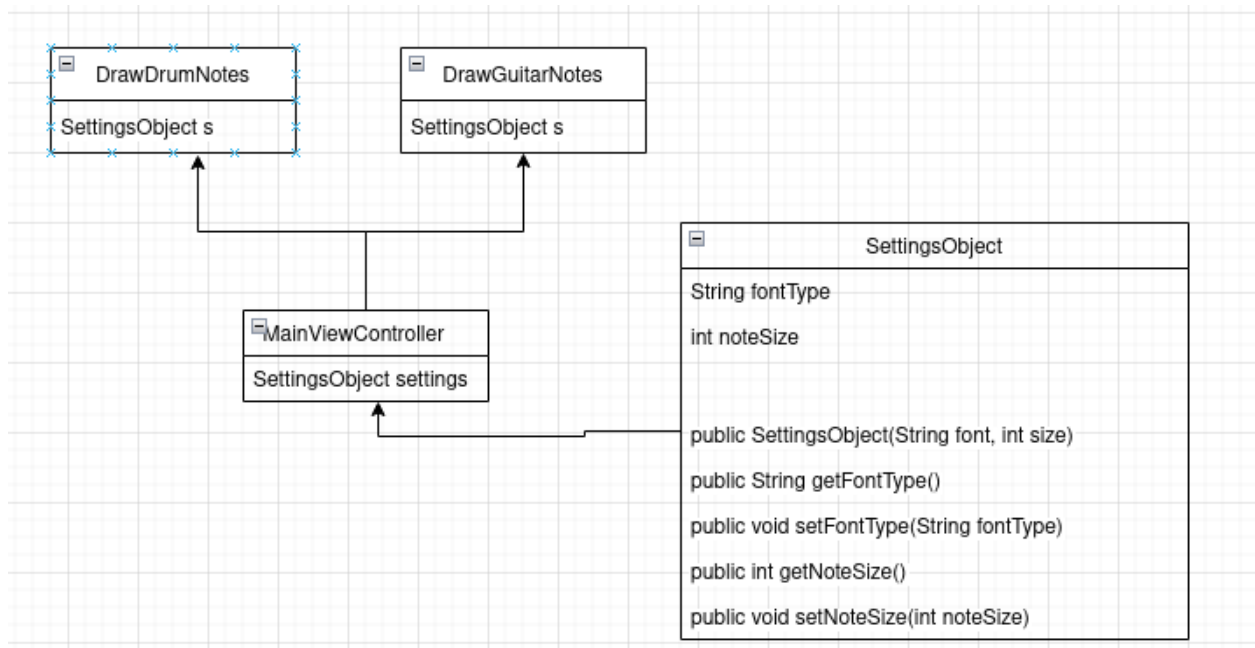 DrawDrumNotes
SettingsObject s
DrawGuitarNotes
SettingsObject s
MainViewController
SettingsObject settings
SettingsObject
String fontType
int noteSize
public SettingsObject(String font, int size)
public String getFontType()
public void setFontType(String fontType)
public int getNoteSize()
public void setNoteSize(int noteSize)